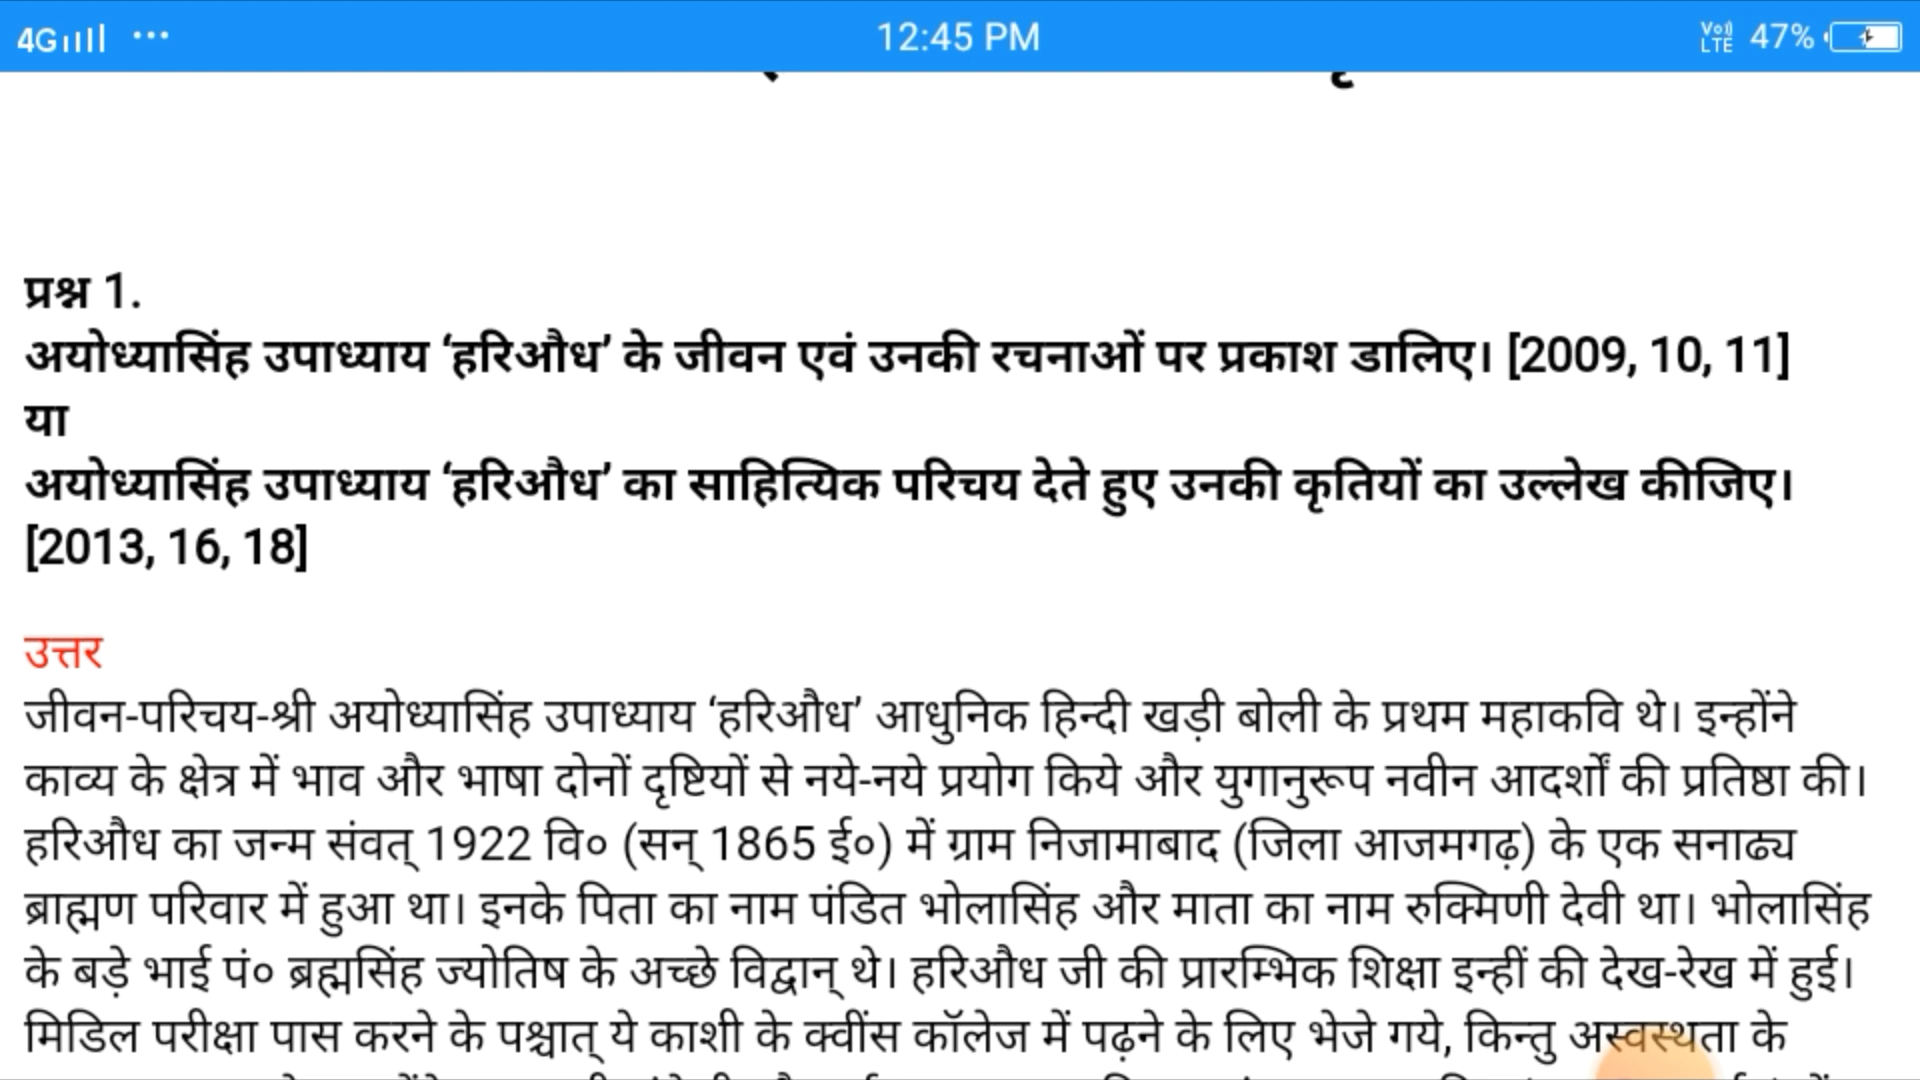 4G ... 12:45 PM Vo) LTE 47%
प्रश्न 1.
अयोध्यासिंह उपाध्याय ‘हरिऔध’ के जीवन एवं उनकी रचनाओं पर प्रकाश डालिए। [2009, 10, 11]
या
अयोध्यासिंह उपाध्याय ‘हरिऔध’ का साहित्यिक परिचय देते हुए उनकी कृतियों का उल्लेख कीजिए।
[2013, 16, 18]
उत्तर
जीवन-परिचय-श्री अयोध्यासिंह उपाध्याय ‘हरिऔध’ आधुनिक हिन्दी खड़ी बोली के प्रथम महाकवि थे। इन्होंने
काव्य के क्षेत्र में भाव और भाषा दोनों दृष्टियों से नये-नये प्रयोग किये और युगानुरूप नवीन आदर्शों की प्रतिष्ठा की।
हरिऔध का जन्म संवत् 1922 वि० (सन् 1865 ई०) में ग्राम निजामाबाद (जिला आजमगढ़) के एक सनाढ्य
ब्राह्मण परिवार में हुआ था। इनके पिता का नाम पंडित भोलासिंह और माता का नाम रुक्मिणी देवी था। भोलासिंह
के बड़े भाई पं० ब्रह्मसिंह ज्योतिष के अच्छे विद्वान् थे। हरिऔध जी की प्रारम्भिक शिक्षा इन्हीं की देख-रेख में हुई।
मिडिल परीक्षा पास करने के पश्चात् ये काशी के क्वींस कॉलेज में पढ़ने के लिए भेजे गये, किन्तु अस्वस्थता के